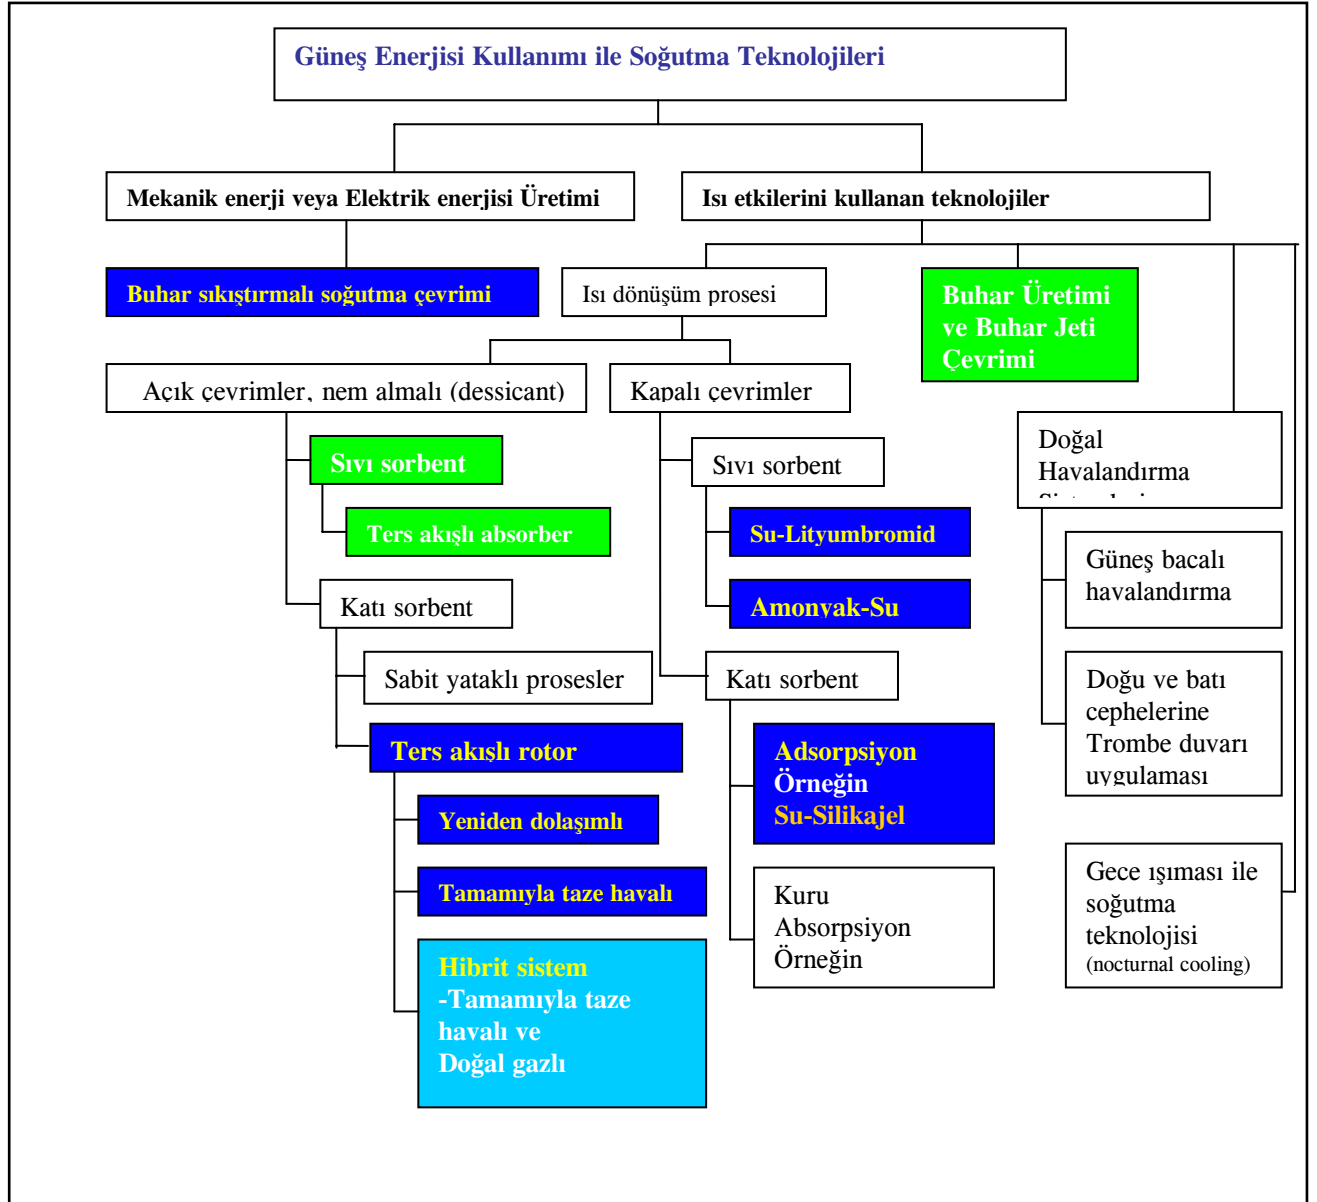 Güneş Enerjisi Kullanımı ile Soğutma Teknolojileri
Mekanik enerji veya Elektrik enerjisi Üretimi
Isı etkilerini kullanan teknolojiler
Buhar sıkıştırmalı soğutma çevrimi
Isı dönüşüm prosesi
Buhar Üretimi
ve Buhar Jeti
Çevrimi
Açık çevrimler, nem almalı (dessicant)
Kapalı çevrimler
Sıvı sorbent
Ters akışlı absorber
Katı sorbent
Sabit yataklı prosesler
Ters akışlı rotor
Yeniden dolaşımlı
Tamamıyla taze havalı
Hibrit sistem
-Tamamıyla taze
havalı ve
Doğal gazlı
Sıvı sorbent
Su-Lityumbromid
Amonyak-Su
Katı sorbent
Adsorpsiyon
Örneğin
Su-Silikajel
Kuru
Absorpsiyon
Örneğin
Doğal
Havalandırma
Güneş bacalı
havalandırma
Doğu ve batı
cephelerine
Trombe duvarı
uygulaması
Gece ışıması ile
soğutma
teknolojisi
(nocturnal cooling)